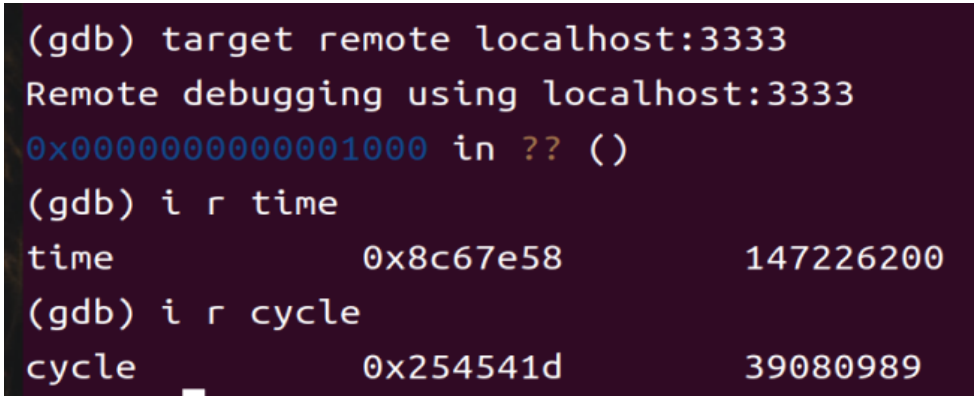 (gdb) target remote localhost:3333
Remote debugging using localhost:3333
0x0000000000001000 in ?? ()
(gdb) i r time
time 0x8c67e58 147226200
(gdb) i r cycle
cycle 0x254541d 39080989